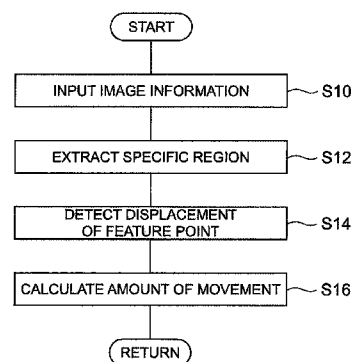 START
INPUT IMAGE INFORMATION S10
EXTRACT SPECIFIC REGION S12
DETECT DISPLACEMENT
OF FEATURE POINT S14
CALCULATE AMOUNT OF MOVEMENT S16
RETURN